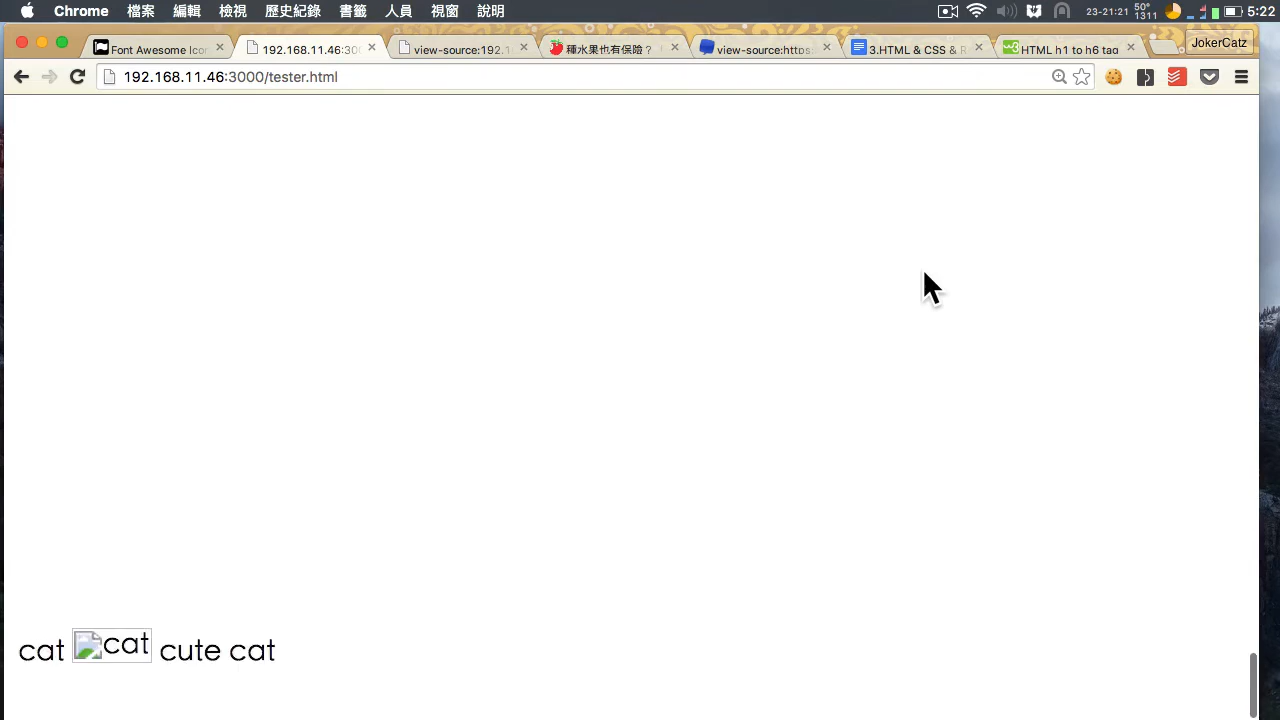 Chrome 檔案 編輯 檢視 歷史紀錄 書籤 人員 視窗 說明 23-21:21 50° 1311 5:22
Font Awesome Ico 192.168.11.46:300 view-source:192.1 種水果也有保險？ view-source:https: 3.HTML & CSS & R HTML h1 to h6 tag JokerCatz
192.168.11.46:3000/tester.html
cat cat cute cat